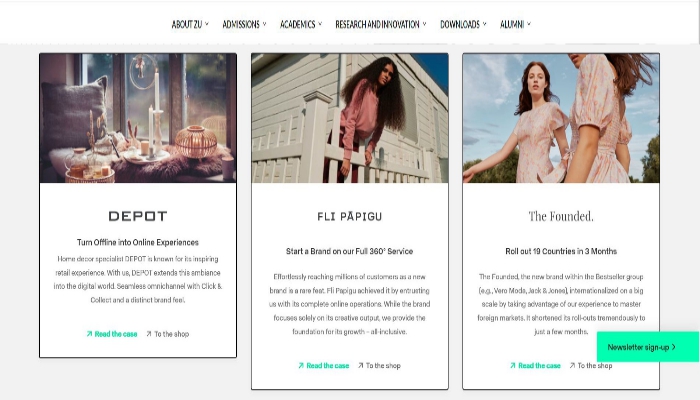 ABOUT ZU ADMISSIONS ACADEMICS RESEARCH AND INNOVATION DOWNLOADS ALUMNI
DEPOT
Turn Offline into Online Experiences
Home decor specialist DEPOT is known for its inspiring
retail experience. With us, DEPOT extends this ambience
into the digital world. Seamless omnichannel with Click &
Collect and a distinct brand feel.
Read the case To the shop
FLI PĀPIGU
Start a Brand on our Full 360° Service
Effortlessly reaching millions of customers as a new
brand is a rare feat. Fli Papigu achieved it by entrusting
us with its complete online operations. While the brand
focuses solely on its creative output, we provide the
foundation for its growth – all-inclusive.
Read the case To the shop
The Founded.
Roll out 19 Countries in 3 Months
The Founded, the new brand within the Bestseller group
(e.g., Vero Moda, Jack & Jones), internationalized on a big
scale by taking advantage of our experience to master
foreign markets. It shortened its roll-outs tremendously to
just a few months.
Read the case To the shop
Newsletter sign-up